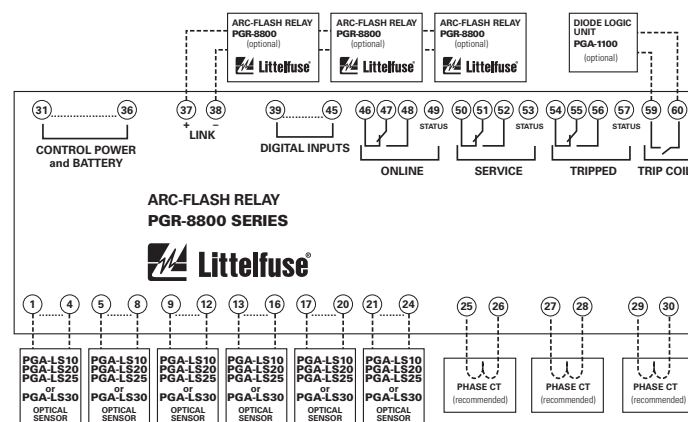 ARC-FLASH RELAY
PGR-8800
(optional)
Littelfuse®
ARC-FLASH RELAY
PGR-8800
(optional)
Littelfuse®
ARC-FLASH RELAY
PGR-8800
(optional)
Littelfuse®
DIODE LOGIC
UNIT
PGA-1100
(optional)
31 36 37 38 39 45 46 47 48 49 50 51 52 53 54 55 56 57 59 60
+ −
LINK
STATUS
STATUS
STATUS
CONTROL POWER
and BATTERY
DIGITAL INPUTS
ONLINE
SERVICE
TRIPPED
TRIP COIL
ARC-FLASH RELAY
PGR-8800 SERIES
Littelfuse®
1 4 5 8 9 12 13 16 17 20 21 24 25 26 27 28 29 30
PGA-LS10
PGA-LS20
PGA-LS25
or
PGA-LS30
OPTICAL
SENSOR
PGA-LS10
PGA-LS20
PGA-LS25
or
PGA-LS30
OPTICAL
SENSOR
PGA-LS10
PGA-LS20
PGA-LS25
or
PGA-LS30
OPTICAL
SENSOR
PGA-LS10
PGA-LS20
PGA-LS25
or
PGA-LS30
OPTICAL
SENSOR
PGA-LS10
PGA-LS20
PGA-LS25
or
PGA-LS30
OPTICAL
SENSOR
PGA-LS10
PGA-LS20
PGA-LS25
or
PGA-LS30
OPTICAL
SENSOR
PHASE CT
(recommended)
PHASE CT
(recommended)
PHASE CT
(recommended)